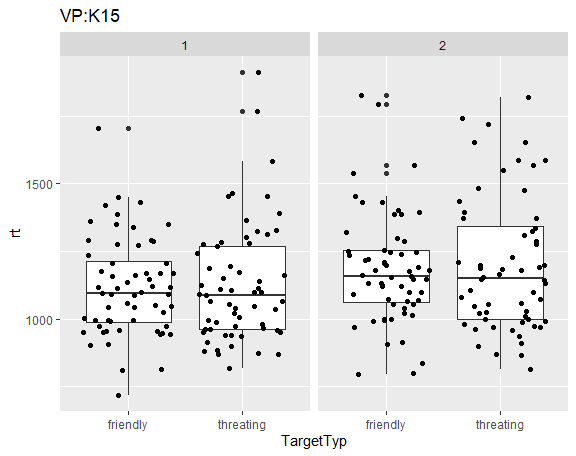 VP:K15
1 2
rt
1500
1000
friendly threating friendly threating
TargetTyp